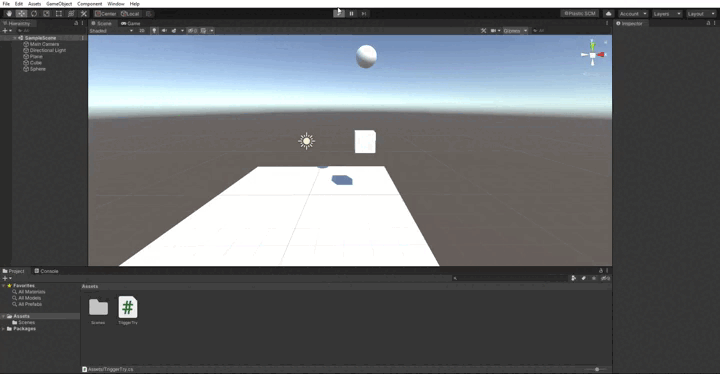 File Edit Assets GameObject Component Window Help
Center Local
Plastic SCM Account Layers Layout
Hierarchy
Scene Game
Inspector
All
Shaded 2D Gizmos All
SampleScene
Main Camera
Directional Light
Plane
Cube
Sphere
Project Console
Favorites
All Materials
All Models
All Prefabs
Assets
Scenes
Packages
Assets
Scenes TriggerTry
Assets/TriggerTry.cs